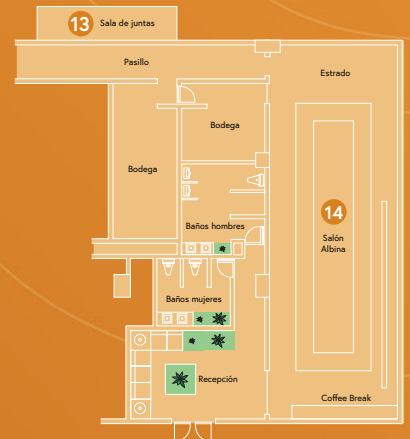 13 Sala de juntas
Pasillo
Estrado
Bodega
Bodega
14
Salón
Albina
Baños hombres
Baños mujeres
Recepción
Coffee Break